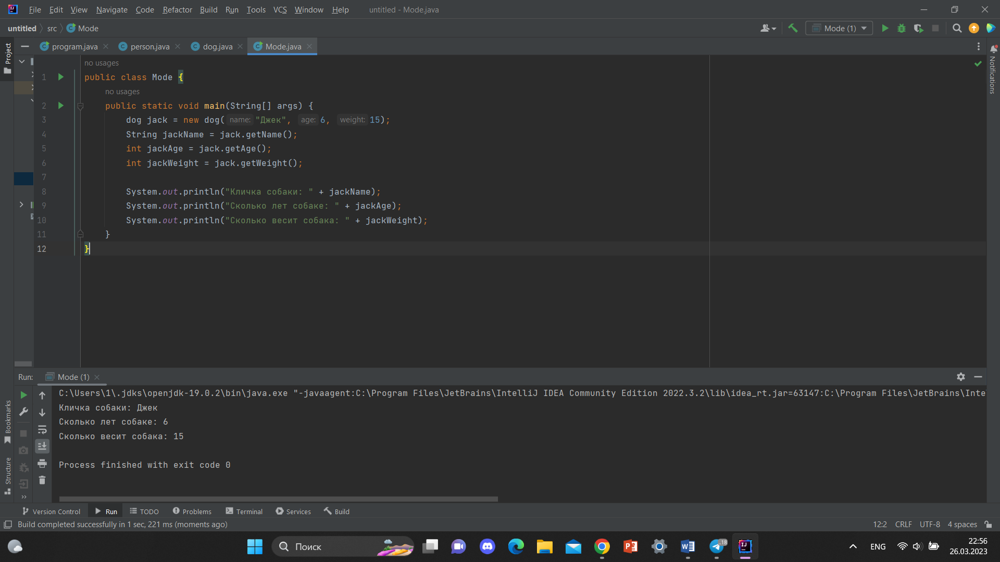 File Edit View Navigate Code Refactor Build Run Tools VCS Window Help untitled - Mode.java
untitled src Mode Mode (1)
Project
program.java person.java dog.java Mode.java
Notifications
no usages
1 public class Mode {
no usages
2 public static void main(String[] args) {
3 dog jack = new dog( name: "Джек", age: 6, weight: 15);
4 String jackName = jack.getName();
5 int jackAge = jack.getAge();
6 int jackWeight = jack.getWeight();
7
8 System.out.println("Кличка собаки: " + jackName);
9 System.out.println("Сколько лет собаке: " + jackAge);
10 System.out.println("Сколько весит собака: " + jackWeight);
11 }
12 }
Run: Mode (1)
C:\Users\1\.jdks\openjdk-19.0.2\bin\java.exe "-javaagent:C:\Program Files\JetBrains\IntelliJ IDEA Community Edition 2022.3.2\lib\idea_rt.jar=63147:C:\Program Files\JetBrains\Inte
Кличка собаки: Джек
Сколько лет собаке: 6
Сколько весит собака: 15
Process finished with exit code 0
Bookmarks
Structure
Version Control Run TODO Problems Terminal Services Build
Build completed successfully in 1 sec, 221 ms (moments ago) 12:2 CRLF UTF-8 4 spaces
Поиск ..18 ENG 22:56
26.03.2023